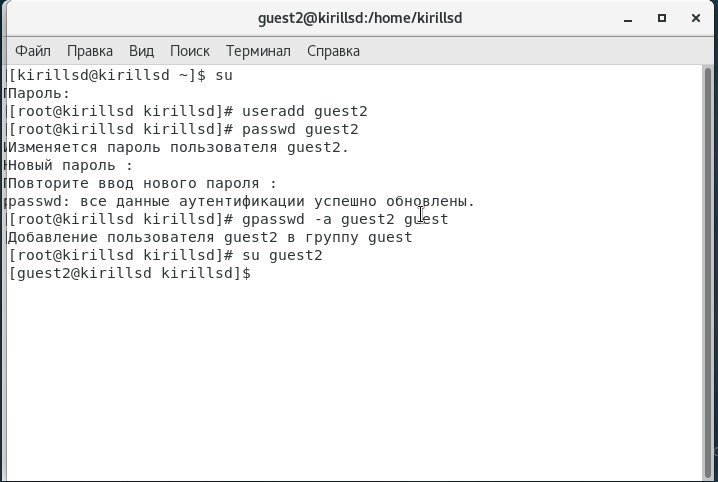 guest2@kirillsd:/home/kirillsd
Файл Правка Вид Поиск Терминал Справка
[kirillsd@kirillsd ~]$ su
Пароль:
[root@kirillsd kirillsd]# useradd guest2
[root@kirillsd kirillsd]# passwd guest2
Изменяется пароль пользователя guest2.
Новый пароль :
Повторите ввод нового пароля :
passwd: все данные аутентификации успешно обновлены.
[root@kirillsd kirillsd]# gpasswd -a guest2 guest
Добавление пользователя guest2 в группу guest
[root@kirillsd kirillsd]# su guest2
[guest2@kirillsd kirillsd]$